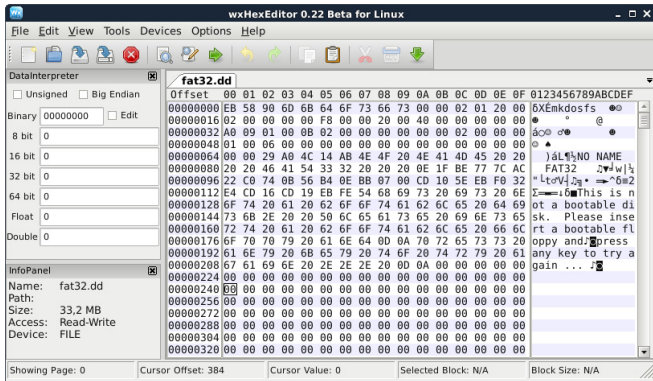 wxHexEditor 0.22 Beta for Linux
File Edit View Tools Devices Options Help
DataInterpreter
Unsigned Big Endian
Binary 00000000 Edit
8 bit 0
16 bit 0
32 bit 0
64 bit 0
Float 0
Double 0
InfoPanel
Name: fat32.dd
Path:
Size: 33,2 MB
Access: Read-Write
Device: FILE
fat32.dd
Offset 00 01 02 03 04 05 06 07 08 09 0A 0B 0C 0D 0E 0F 0123456789ABCDEF
00000000 EB 58 90 6D 6B 64 6F 73 66 73 00 00 02 01 20 00 δXÉmkdosfs ☻☺
00000016 02 00 00 00 00 F8 00 00 20 00 40 00 00 00 00 00 ☻ ° @
00000032 A0 09 01 00 0B 02 00 00 00 00 00 00 02 00 00 00 á○☺ ♂☻ ☻
00000048 01 00 06 00 00 00 00 00 00 00 00 00 00 00 00 00 ☺ ♠
00000064 00 00 29 A0 4C 14 AB 4E 4F 20 4E 41 4D 45 20 20 )áL¶½NO NAME
00000080 20 20 46 41 54 33 32 20 20 20 0E 1F BE 77 7C AC FAT32 ♫▼╛w|¼
00000096 22 C0 74 0B 56 B4 0E BB 07 00 CD 10 5E EB F0 32 "└t♂V┤♫╗• ═►^δ≡2
00000112 E4 CD 16 CD 19 EB FE 54 68 69 73 20 69 73 20 6E Σ═▬═↓δ■This is n
00000128 6F 74 20 61 20 62 6F 6F 74 61 62 6C 65 20 64 69 ot a bootable di
00000144 73 6B 2E 20 20 50 6C 65 61 73 65 20 69 6E 73 65 sk. Please inse
00000160 72 74 20 61 20 62 6F 6F 74 61 62 6C 65 20 66 6C rt a bootable fl
00000176 6F 70 70 79 20 61 6E 64 0D 0A 70 72 65 73 73 20 oppy and♪◙press
00000192 61 6E 79 20 6B 65 79 20 74 6F 20 74 72 79 20 61 any key to try a
00000208 67 61 69 6E 20 2E 2E 2E 20 0D 0A 00 00 00 00 00 gain ... ♪◙
00000224 00 00 00 00 00 00 00 00 00 00 00 00 00 00 00 00
00000240 00 00 00 00 00 00 00 00 00 00 00 00 00 00 00 00
00000256 00 00 00 00 00 00 00 00 00 00 00 00 00 00 00 00
00000272 00 00 00 00 00 00 00 00 00 00 00 00 00 00 00 00
00000288 00 00 00 00 00 00 00 00 00 00 00 00 00 00 00 00
00000304 00 00 00 00 00 00 00 00 00 00 00 00 00 00 00 00
00000320 00 00 00 00 00 00 00 00 00 00 00 00 00 00 00 00
Showing Page: 0 Cursor Offset: 384 Cursor Value: 0 Selected Block: N/A Block Size: N/A